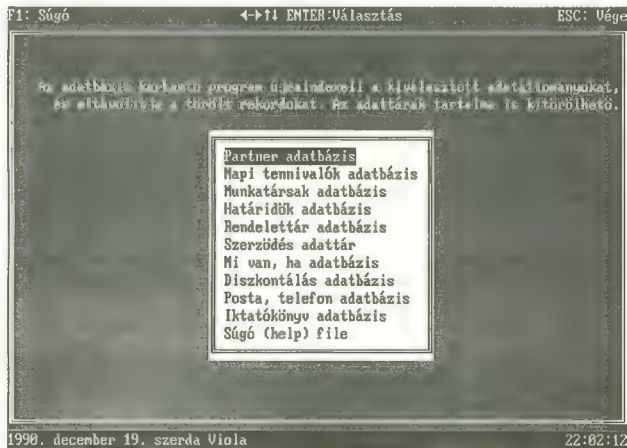 F1: Súgó ◄─►↑↓ ENTER:Választás ESC: Vége
Az adatbázis karbantartó program újraindexeli a kiválasztott adatállományokat,
és eltávolítja a törölt rekordokat. Az adattárak tartalma is kitörölhető.
Partner adatbázis
Napi tennivalók adatbázis
Munkatársak adatbázis
Határidők adatbázis
Rendelettár adatbázis
Szerződés adattár
Mi van, ha adatbázis
Diszkontálás adatbázis
Posta, telefon adatbázis
Iktatókönyv adatbázis
Súgó (help) file
1990. december 19. szerda Viola 22:02:12